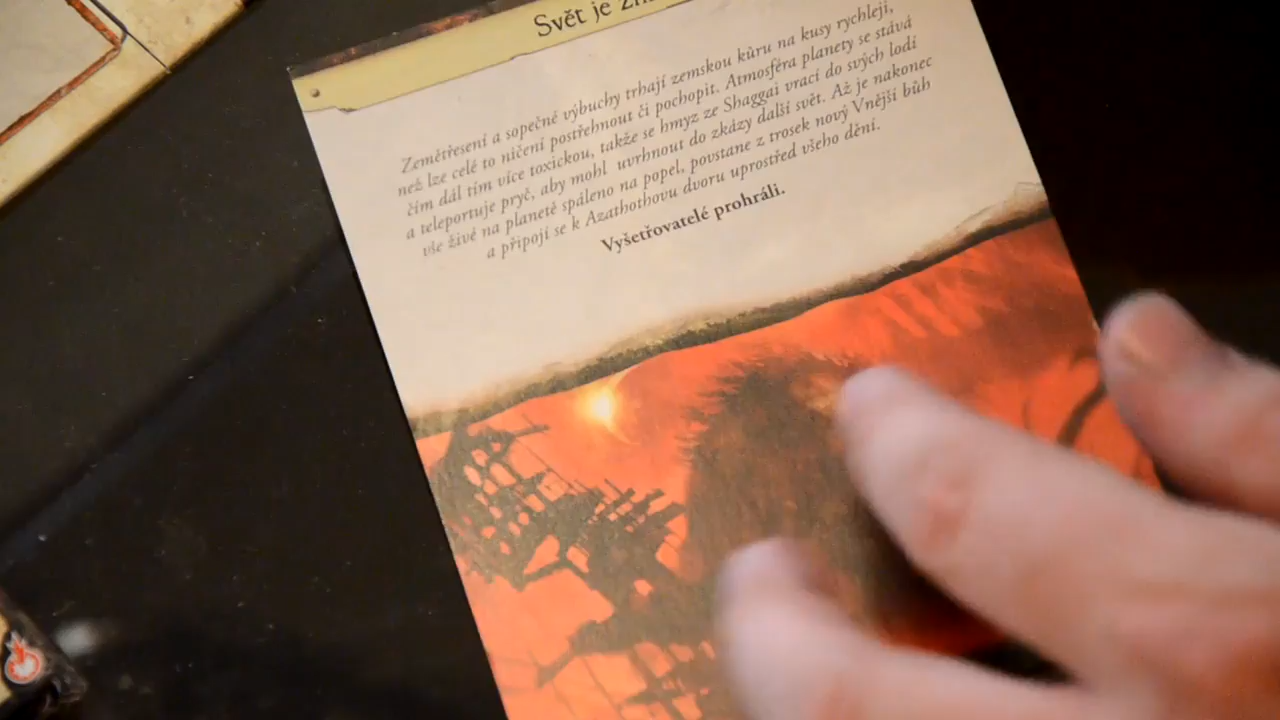 Svět je
Zemětřesení a sopečné výbuchy trhají zemskou kůru na kusy rychleji,
než lze celé to ničení postřehnout či pochopit. Atmosféra planety se stává
čím dál tím více toxickou, takže se hmyz ze Shaggai vrací do svých lodí
a teleportuje pryč, aby mohl uvrhnout do zkázy další svět. Až je nakonec
vše živé na planetě spáleno na popel, povstane z trosek nový Vnější bůh
a připojí se k Azathothovu dvoru uprostřed všeho dění.
Vyšetřovatelé prohráli.